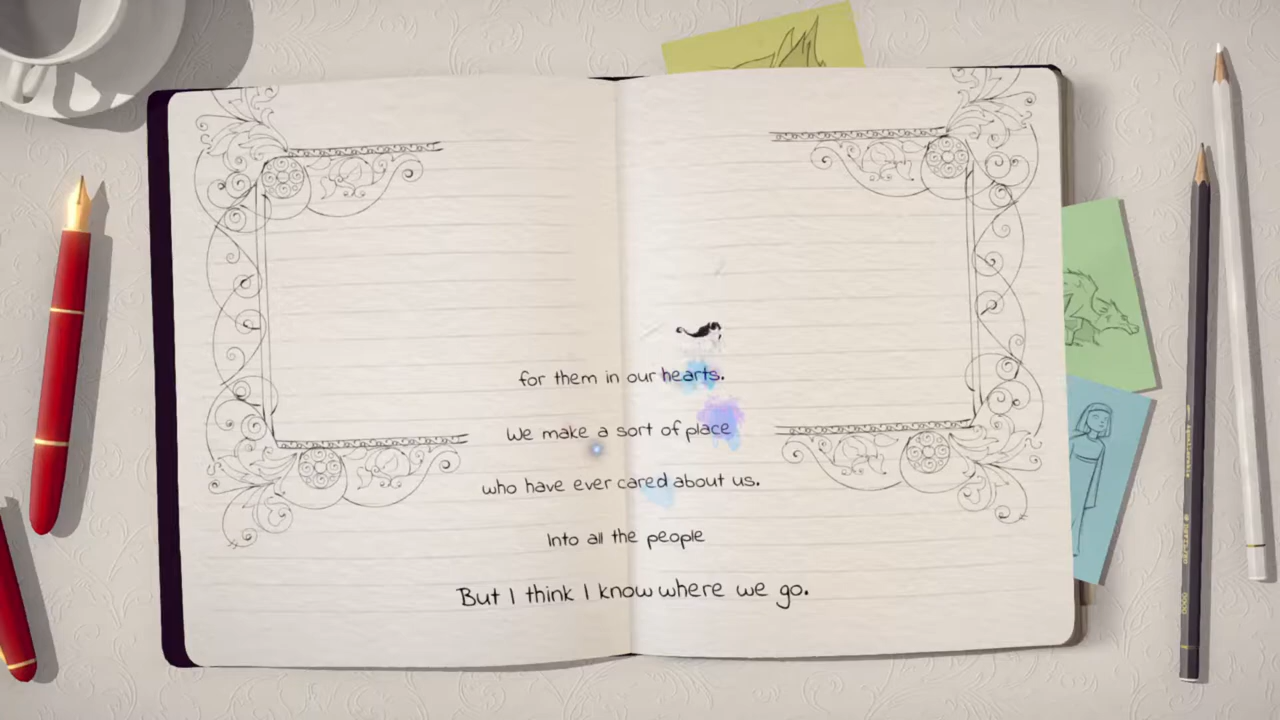 for them in our hearts.
We make a sort of place
who have ever cared about us.
Into all the people
But I think I know where we go.